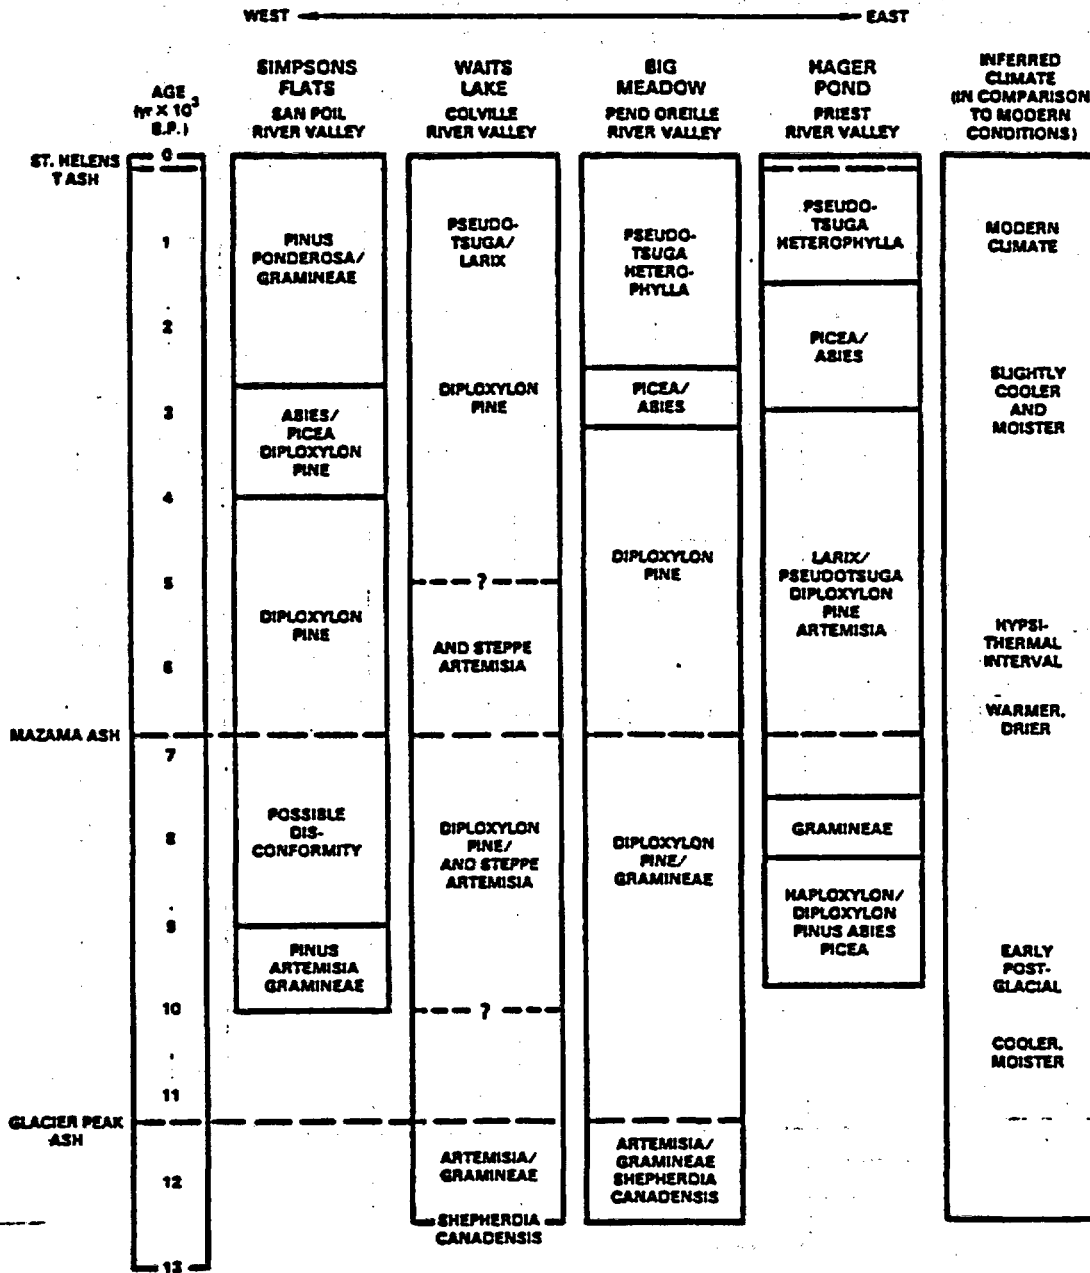 WEST EAST
AGE
(yr X 10³
B.P.)
SIMPSONS
FLATS
SAN POIL
RIVER VALLEY
WAITS
LAKE
COLVILLE
RIVER VALLEY
BIG
MEADOW
PEND OREILLE
RIVER VALLEY
HAGER
POND
PRIEST
RIVER VALLEY
INFERRED
CLIMATE
(IN COMPARISON
TO MODERN
CONDITIONS)
ST. HELENS
T ASH
MAZAMA ASH
GLACIER PEAK
ASH
0
1
2
3
4
5
6
7
8
9
10
11
12
13
PINUS
PONDEROSA/
GRAMINEAE
ABIES/
PICEA
DIPLOXYLON
PINE
DIPLOXYLON
PINE
POSSIBLE
DIS-
CONFORMITY
PINUS
ARTEMISIA
GRAMINEAE
PSEUDO-
TSUGA/
LARIX
DIPLOXYLON
PINE
?
AND STEPPE
ARTEMISIA
DIPLOXYLON
PINE/
AND STEPPE
ARTEMISIA
?
ARTEMISIA/
GRAMINEAE
SHEPHERDIA
CANADENSIS
PSEUDO-
TSUGA
HETERO-
PHYLLA
PICEA/
ABIES
DIPLOXYLON
PINE
DIPLOXYLON
PINE/
GRAMINEAE
ARTEMISIA/
GRAMINEAE
SHEPHERDIA
CANADENSIS
PSEUDO-
TSUGA
HETEROPHYLLA
PICEA/
ABIES
LARIX/
PSEUDOTSUGA
DIPLOXYLON
PINE
ARTEMISIA
GRAMINEAE
HAPLOXYLON/
DIPLOXYLON
PINUS ABIES
PICEA
MODERN
CLIMATE
SLIGHTLY
COOLER
AND
MOISTER
HYPSI-
THERMAL
INTERVAL
WARMER,
DRIER
EARLY
POST-
GLACIAL
COOLER,
MOISTER